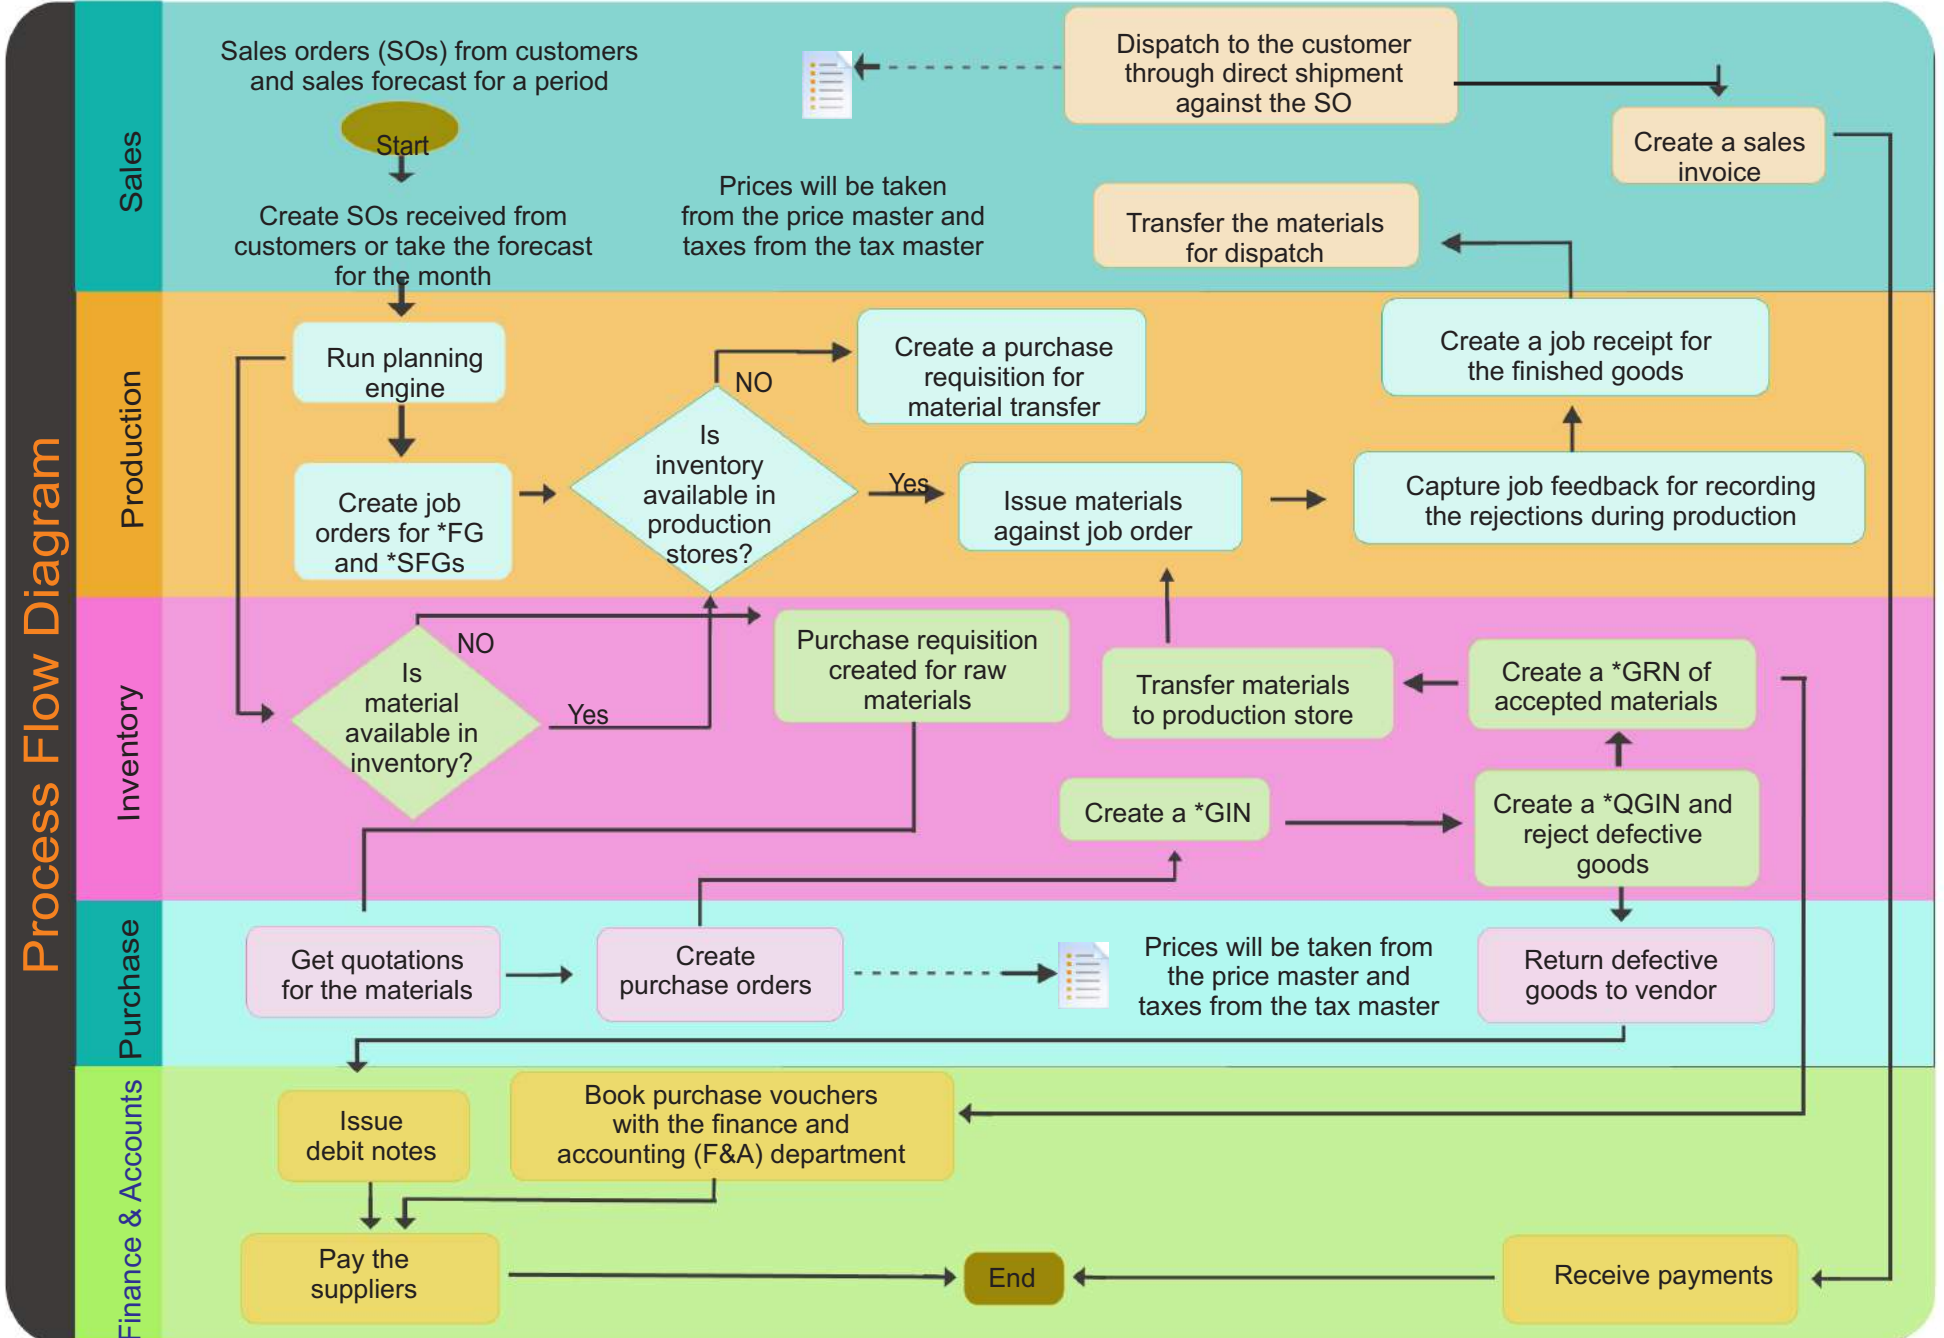 Process Flow Diagram
Sales
Sales orders (SOs) from customers
and sales forecast for a period
Start
Create SOs received from
customers or take the forecast
for the month
Prices will be taken
from the price master and
taxes from the tax master
Dispatch to the customer
through direct shipment
against the SO
Create a sales
invoice
Transfer the materials
for dispatch
Production
Run planning
engine
Create job
orders for *FG
and *SFGs
Is
inventory
available in
production
stores?
NO
Create a purchase
requisition for
material transfer
Yes
Issue materials
against job order
Capture job feedback for recording
the rejections during production
Create a job receipt for
the finished goods
Inventory
Is
material
available in
inventory?
NO
Yes
Purchase requisition
created for raw
materials
Transfer materials
to production store
Create a *GRN of
accepted materials
Create a *GIN
Create a *QGIN and
reject defective
goods
Purchase
Get quotations
for the materials
Create
purchase orders
Prices will be taken from
the price master and
taxes from the tax master
Return defective
goods to vendor
Finance & Accounts
Issue
debit notes
Book purchase vouchers
with the finance and
accounting (F&A) department
Pay the
suppliers
End
Receive payments